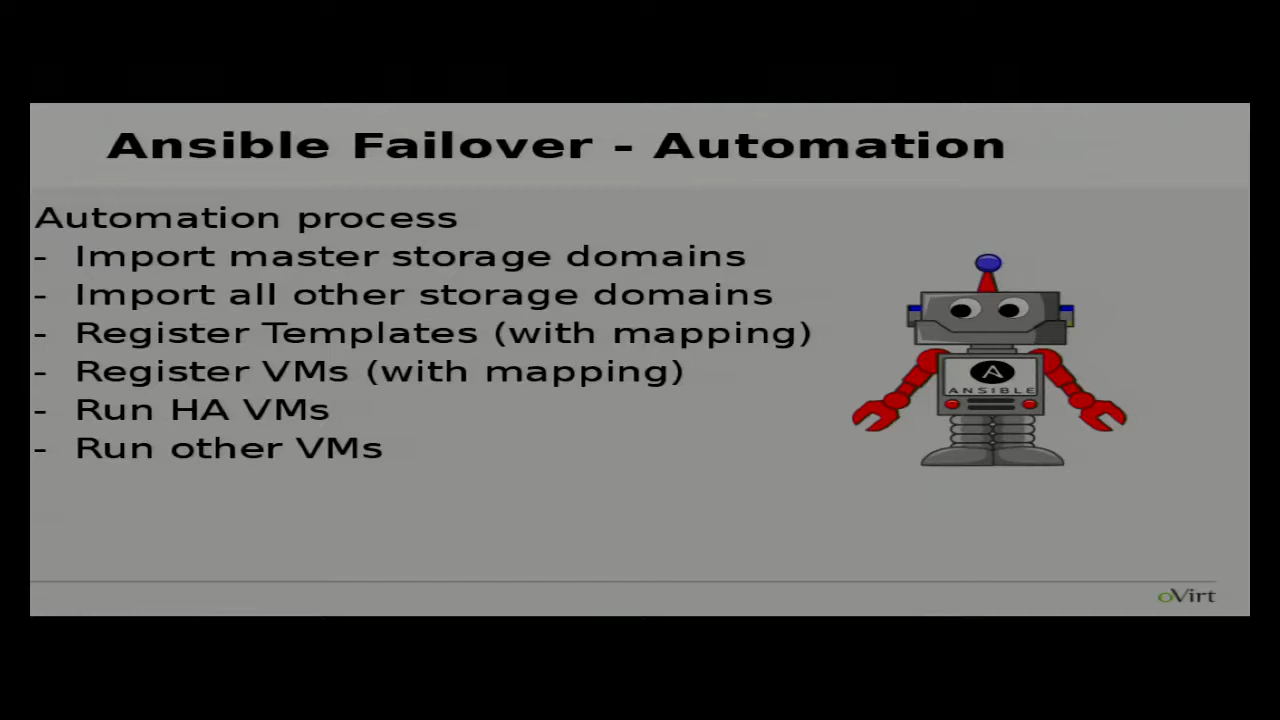 Ansible Failover - Automation
Automation process
- Import master storage domains
- Import all other storage domains
- Register Templates (with mapping)
- Register VMs (with mapping)
- Run HA VMs
- Run other VMs
A
ANSIBLE
oVirt